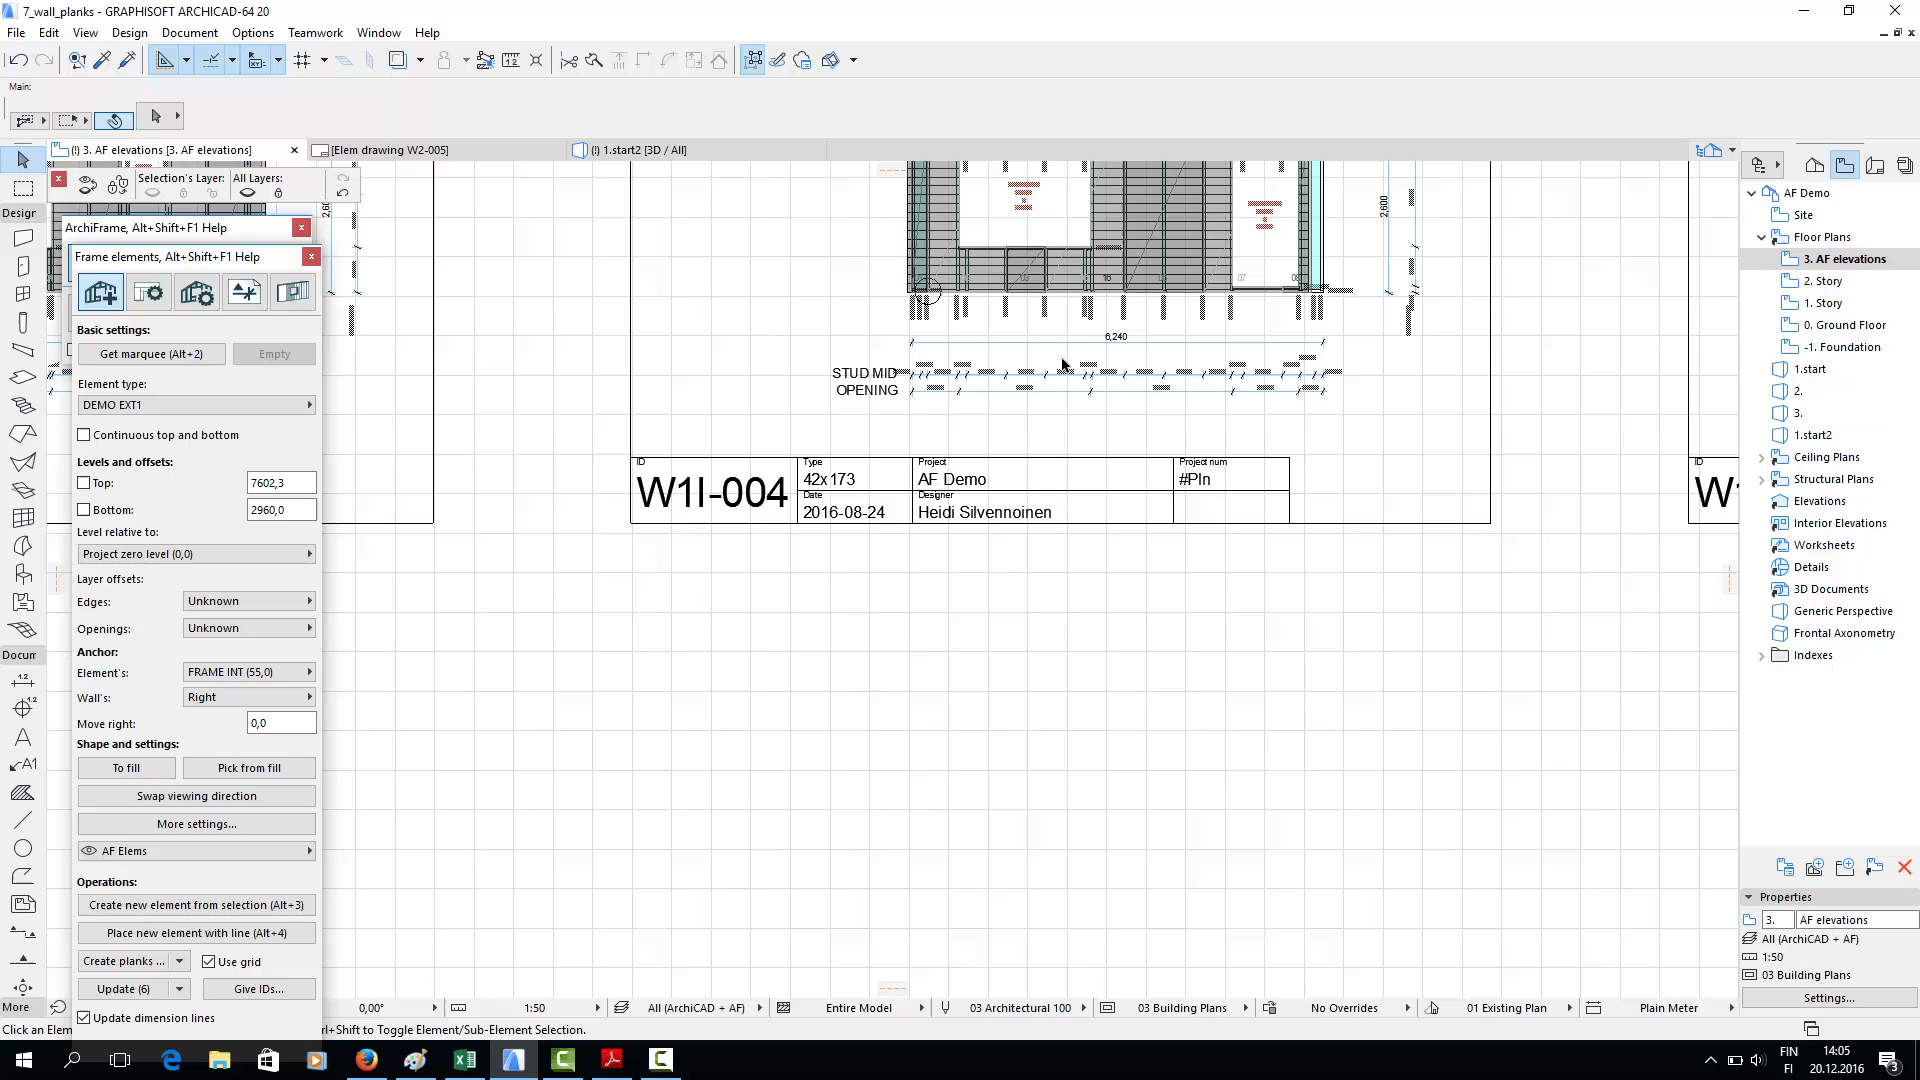 7_wall_planks - GRAPHISOFT ARCHICAD-64 20
File Edit View Design Document Options Teamwork Window Help
Main:
(!) 3. AF elevations [3. AF elevations]
[Elem drawing W2-005]
(!) 1.start2 [3D / All]
Selection's Layer: All Layers:
Design
ArchiFrame, Alt+Shift+F1 Help
Frame elements, Alt+Shift+F1 Help
Basic settings:
Get marquee (Alt+2) Empty
Element type:
DEMO EXT1
Continuous top and bottom
Levels and offsets:
Top: 7602,3
Bottom: 2960,0
Level relative to:
Project zero level (0,0)
Layer offsets:
Edges: Unknown
Openings: Unknown
Anchor:
Element's: FRAME INT (55,0)
Wall's: Right
Move right: 0,0
Shape and settings:
To fill Pick from fill
Swap viewing direction
More settings...
AF Elems
Operations:
Create new element from selection (Alt+3)
Place new element with line (Alt+4)
Create planks ... Use grid
Update (6) Give IDs...
Update dimension lines
Docum
More
2,600
16
07
6,240
STUD MID
OPENING
ID
W1I-004
Type
42x173
Date
2016-08-24
Project
AF Demo
Designer
Heidi Silvennoinen
Project num
#Pln
ID
AF Demo
Site
Floor Plans
3. AF elevations
2. Story
1. Story
0. Ground Floor
-1. Foundation
1.start
2.
3.
1.start2
Ceiling Plans
Structural Plans
Elevations
Interior Elevations
Worksheets
Details
3D Documents
Generic Perspective
Frontal Axonometry
Indexes
Properties
3. AF elevations
All (ArchiCAD + AF)
1:50
03 Building Plans
Settings...
0,00° 1:50 All (ArchiCAD + AF) Entire Model 03 Architectural 100 03 Building Plans No Overrides 01 Existing Plan Plain Meter
Click an Elem
rl+Shift to Toggle Element/Sub-Element Selection.
FIN
FI
14:05
20.12.2016
3